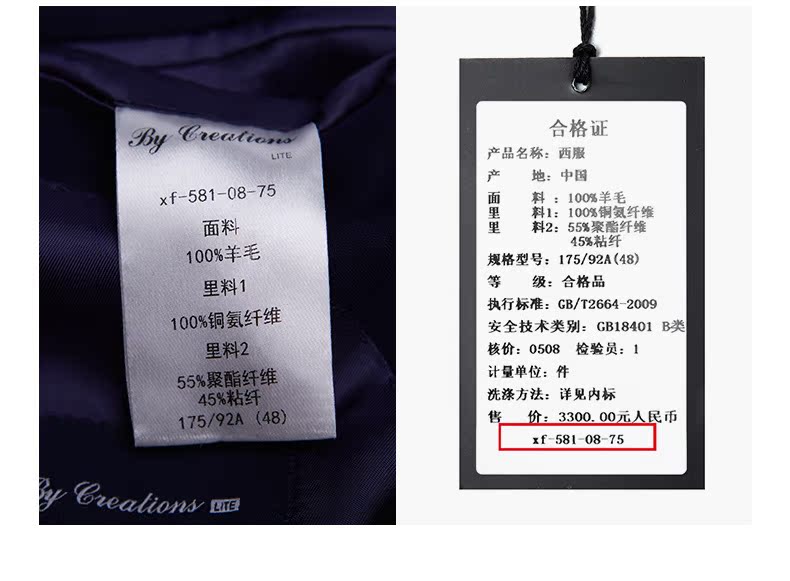 By Creations
LITE
xf-581-08-75
面料
100%羊毛
里料1
100%铜氨纤维
里料2
55%聚酯纤维
45%粘纤
175/92A (48)
By Creations LITE
合格证
产品名称: 西服
产 地: 中国
面 料 : 100%羊毛
里 料1: 100%铜氨纤维
里 料2: 55%聚酯纤维
45%粘纤
规格型号: 175/92A(48)
等 级: 合格品
执行标准: GB/T2664-2009
安全技术类别: GB18401 B类
核价: 0508 检验员: 1
计量单位: 件
洗涤方法: 详见内标
售 价: 3300.00元人民币
xf-581-08-75